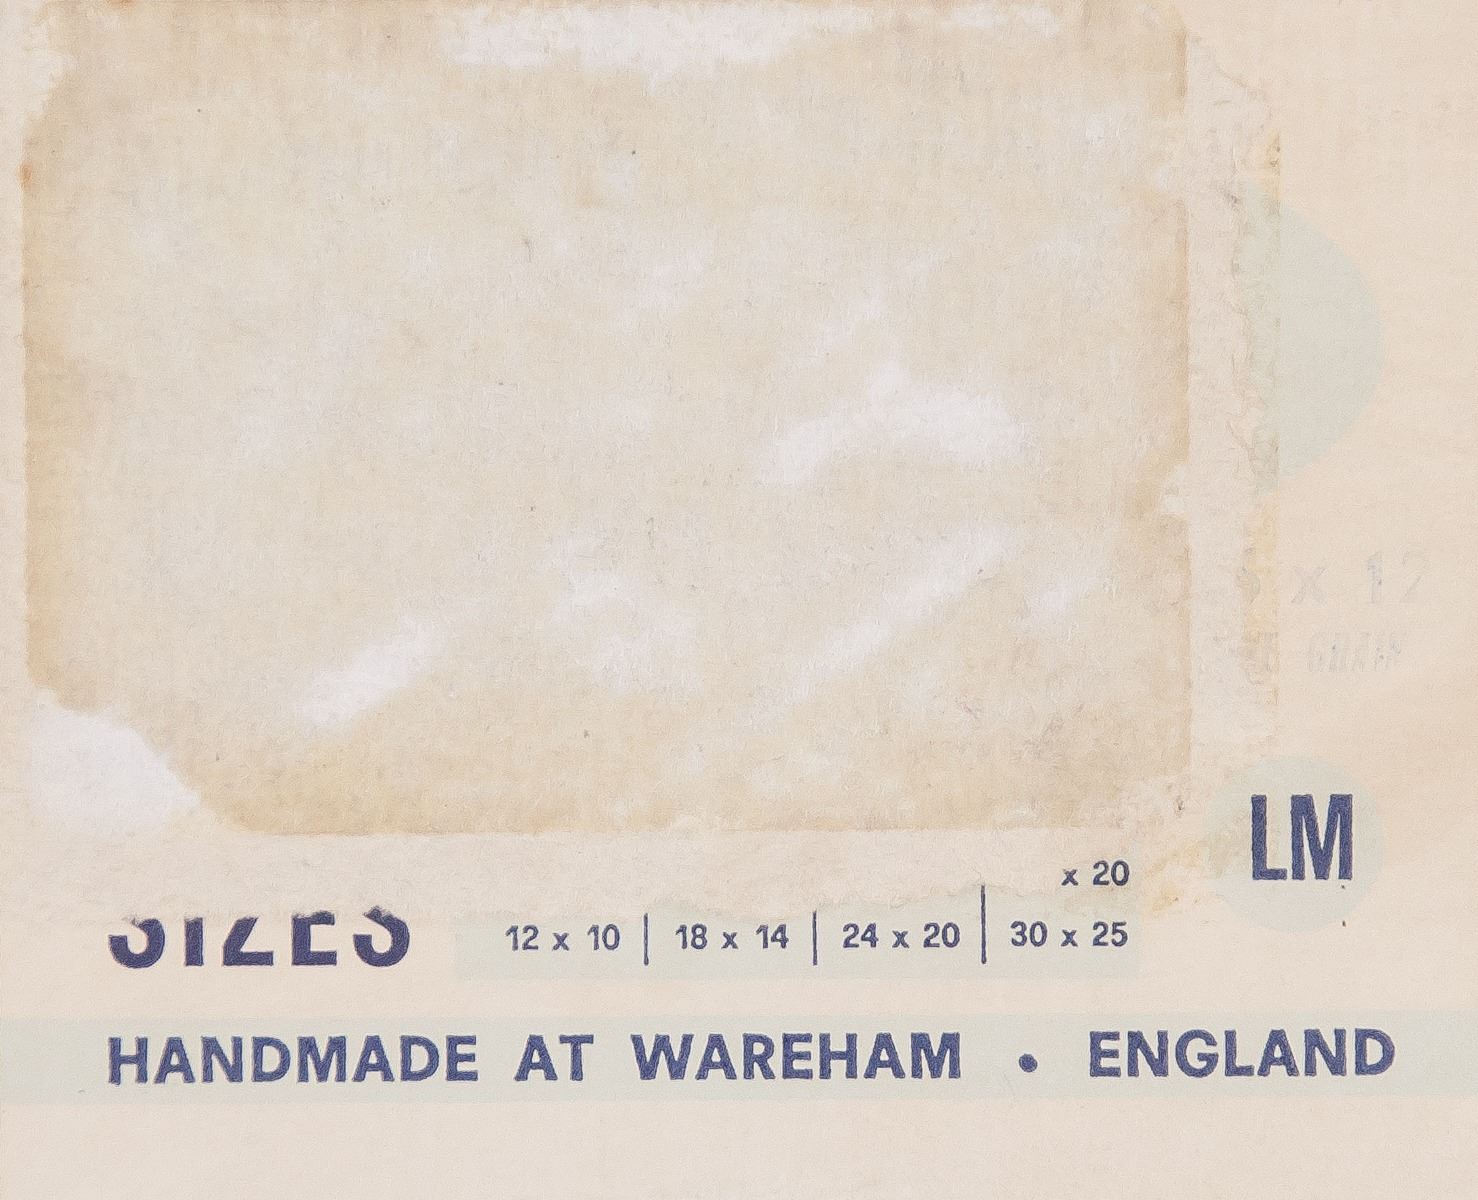 x 12
LM
x 20
SIZES 12 x 10 | 18 x 14 | 24 x 20 | 30 x 25
HANDMADE AT WAREHAM • ENGLAND